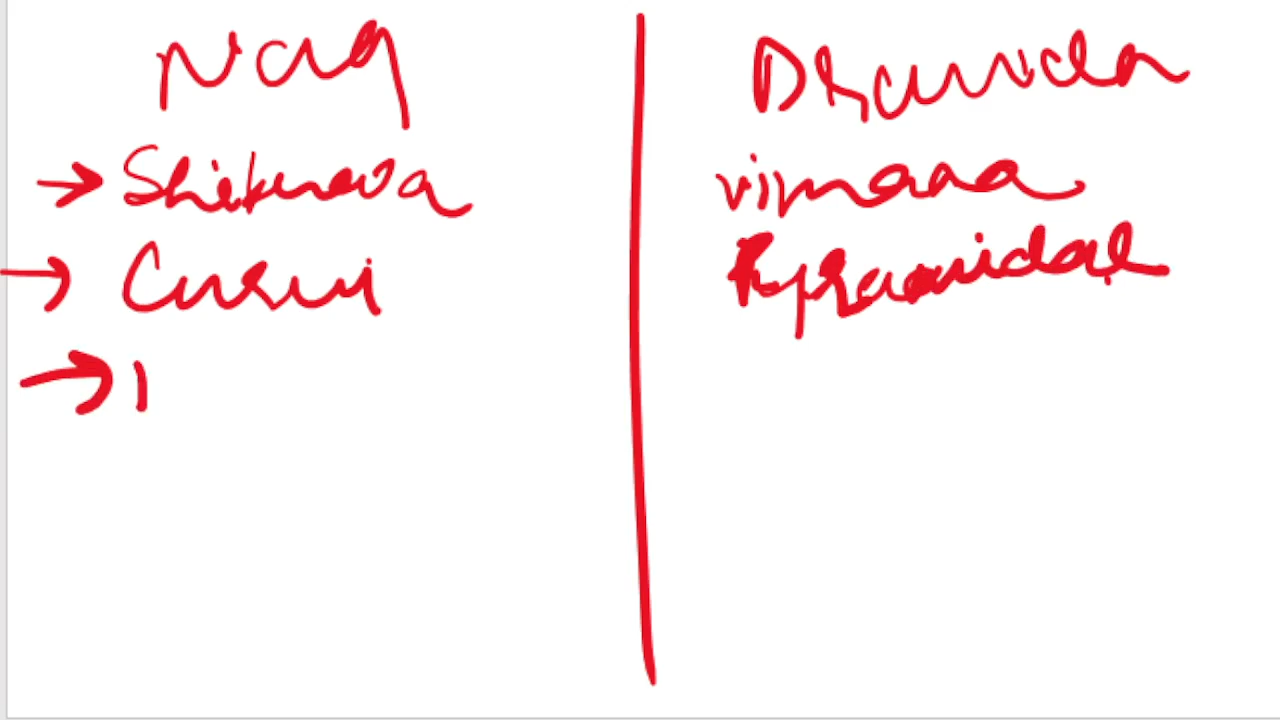 Nag
Dravida
→ Shikhara
vimana
→ Curvi
Pyramidal
→ I